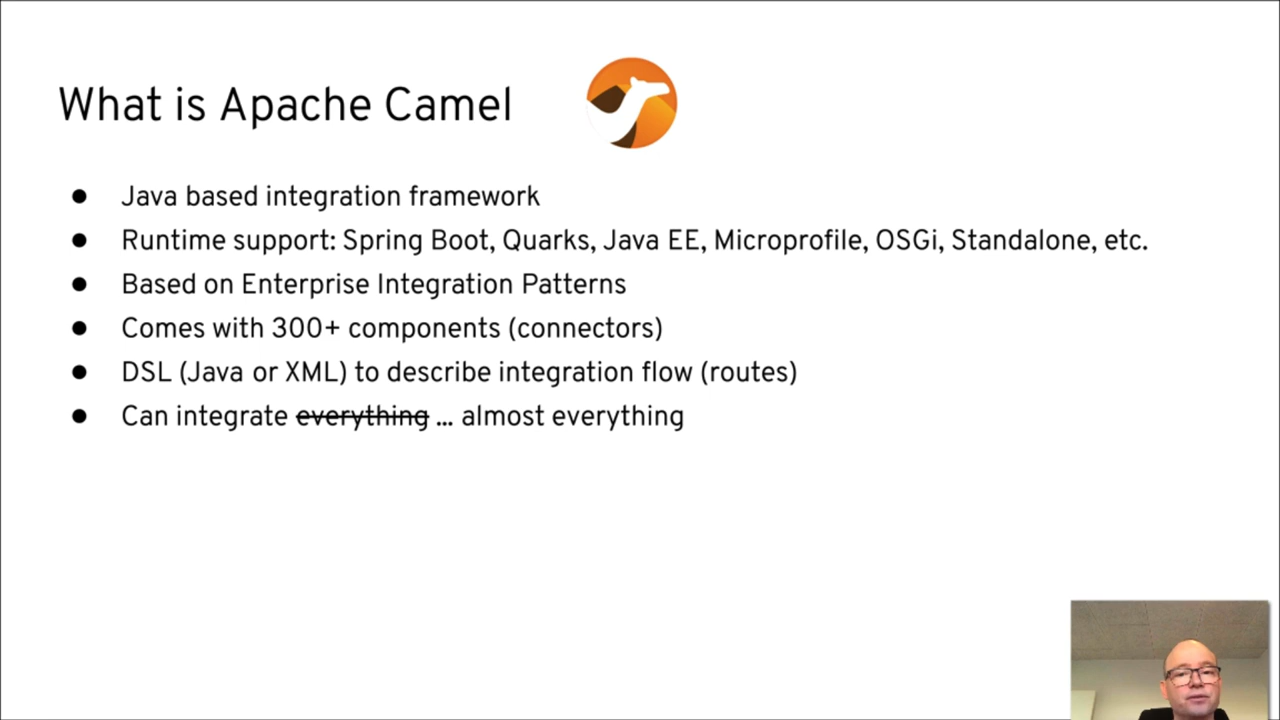 What is Apache Camel
● Java based integration framework
● Runtime support: Spring Boot, Quarks, Java EE, Microprofile, OSGi, Standalone, etc.
● Based on Enterprise Integration Patterns
● Comes with 300+ components (connectors)
● DSL (Java or XML) to describe integration flow (routes)
● Can integrate everything ... almost everything